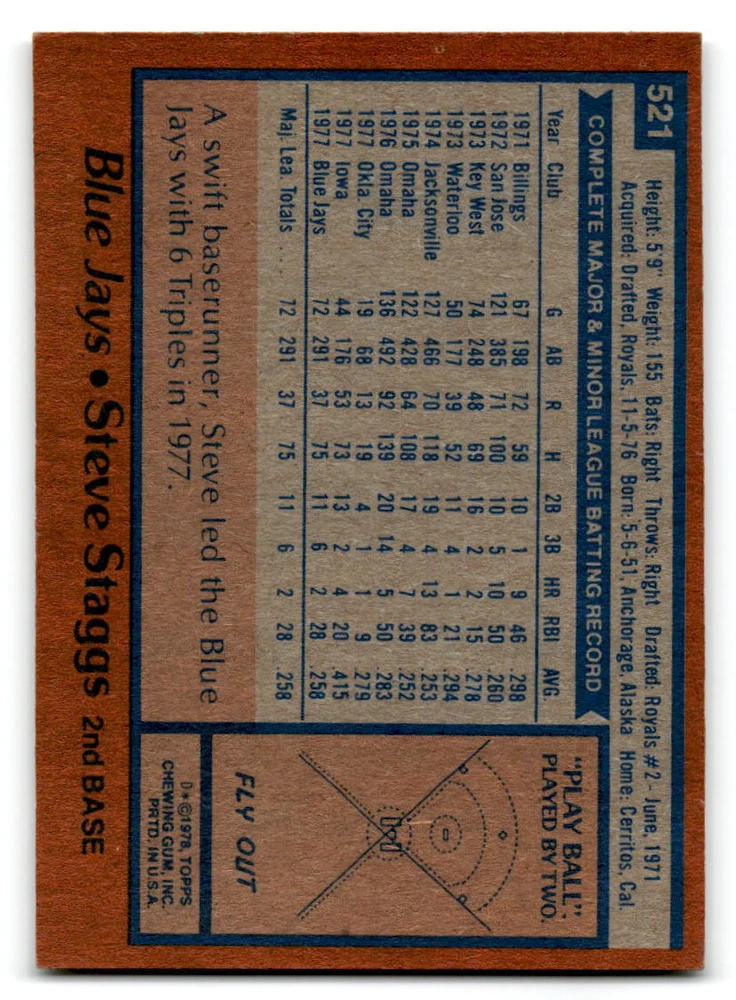 521
Height: 5'9" Weight: 155 Bats: Right Throws: Right Drafted: Royals #2 - June, 1971
Acquired: Drafted, Royals, 11-5-76 Born: 5-6-51, Anchorage, Alaska Home: Cerritos, Cal.
COMPLETE MAJOR & MINOR LEAGUE BATTING RECORD
Year Club G AB R H 2B 3B HR RBI AVG.
1971 Billings 67 198 72 59 10 1 9 46 .298
1972 San Jose 121 385 71 100 10 5 10 50 .260
1973 Key West 74 248 48 69 16 2 2 15 .278
1973 Waterloo 50 177 39 52 11 4 1 21 .294
1974 Jacksonville 127 466 70 118 19 4 13 83 .253
1975 Omaha 122 428 64 108 17 4 7 39 .252
1976 Omaha 136 492 92 139 20 14 5 50 .283
1977 Okla. City 19 68 13 19 4 1 1 9 .279
1977 Iowa 44 176 53 73 13 2 4 20 .415
1977 Blue Jays 72 291 37 75 11 6 2 28 .258
Maj. Lea. Totals .... 72 291 37 75 11 6 2 28 .258
A swift baserunner, Steve led the Blue
Jays with 6 Triples in 1977.
"PLAY BALL"
PLAYED BY TWO.
FLY OUT
D*©1978, TOPPS
CHEWING GUM, INC.
PRTD. IN U.S.A.
Blue Jays • Steve Staggs 2nd BASE